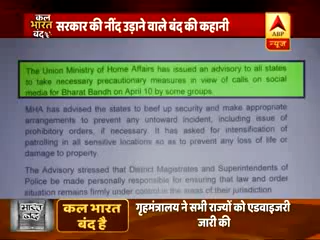 सरकार की नींद उड़ाने वाले बंद की कहानी
कल
भारत
बंद
abp
न्यूज़
The Union Ministry of Home Affairs has issued an advisory to all states
to take necessary precautionary measures in view of calls on social
media for Bharat Bandh on April 10 by some groups.
MHA has advised the states to beef up security and make appropriate
arrangements to prevent any untoward incident, including issue of
prohibitory orders, if necessary. It has asked for intensification of
patrolling in all sensitive locations so as to prevent any loss of life or
damage to property.
The Advisory stressed that District Magistrates and Superintendents of
Police be made personally responsible for ensuring that law and order
situation remains firmly under control in the areas of their jurisdiction
कल भारत
बंद है
गृहमंत्रालय ने सभी राज्यों को एडवाइजरी
जारी की